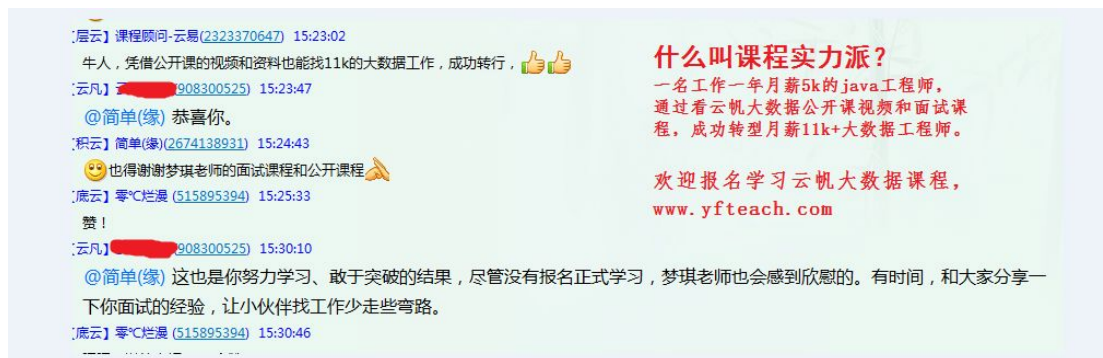 【层云】课程顾问-云易(2323370647) 15:23:02
牛人，凭借公开课的视频和资料也能找11k的大数据工作，成功转行，
【云凡】 908300525) 15:23:47
@简单(缘) 恭喜你。
【积云】简单(缘)(2674138931) 15:24:43
也得谢谢梦琪老师的面试课程和公开课程
【底云】零℃烂漫 (515895394) 15:25:33
赞！
【云凡】 908300525) 15:30:10
@简单(缘) 这也是你努力学习、敢于突破的结果，尽管没有报名正式学习，梦琪老师也会感到欣慰的。有时间，和大家分享一
下你面试的经验，让小伙伴找工作少走些弯路。
【底云】零℃烂漫 (515895394) 15:30:46
什么叫课程实力派？
一名工作一年月薪5k的java工程师，
通过看云帆大数据公开课视频和面试课
程，成功转型月薪11k+大数据工程师。
欢迎报名学习云帆大数据课程，
www.yfteach.com